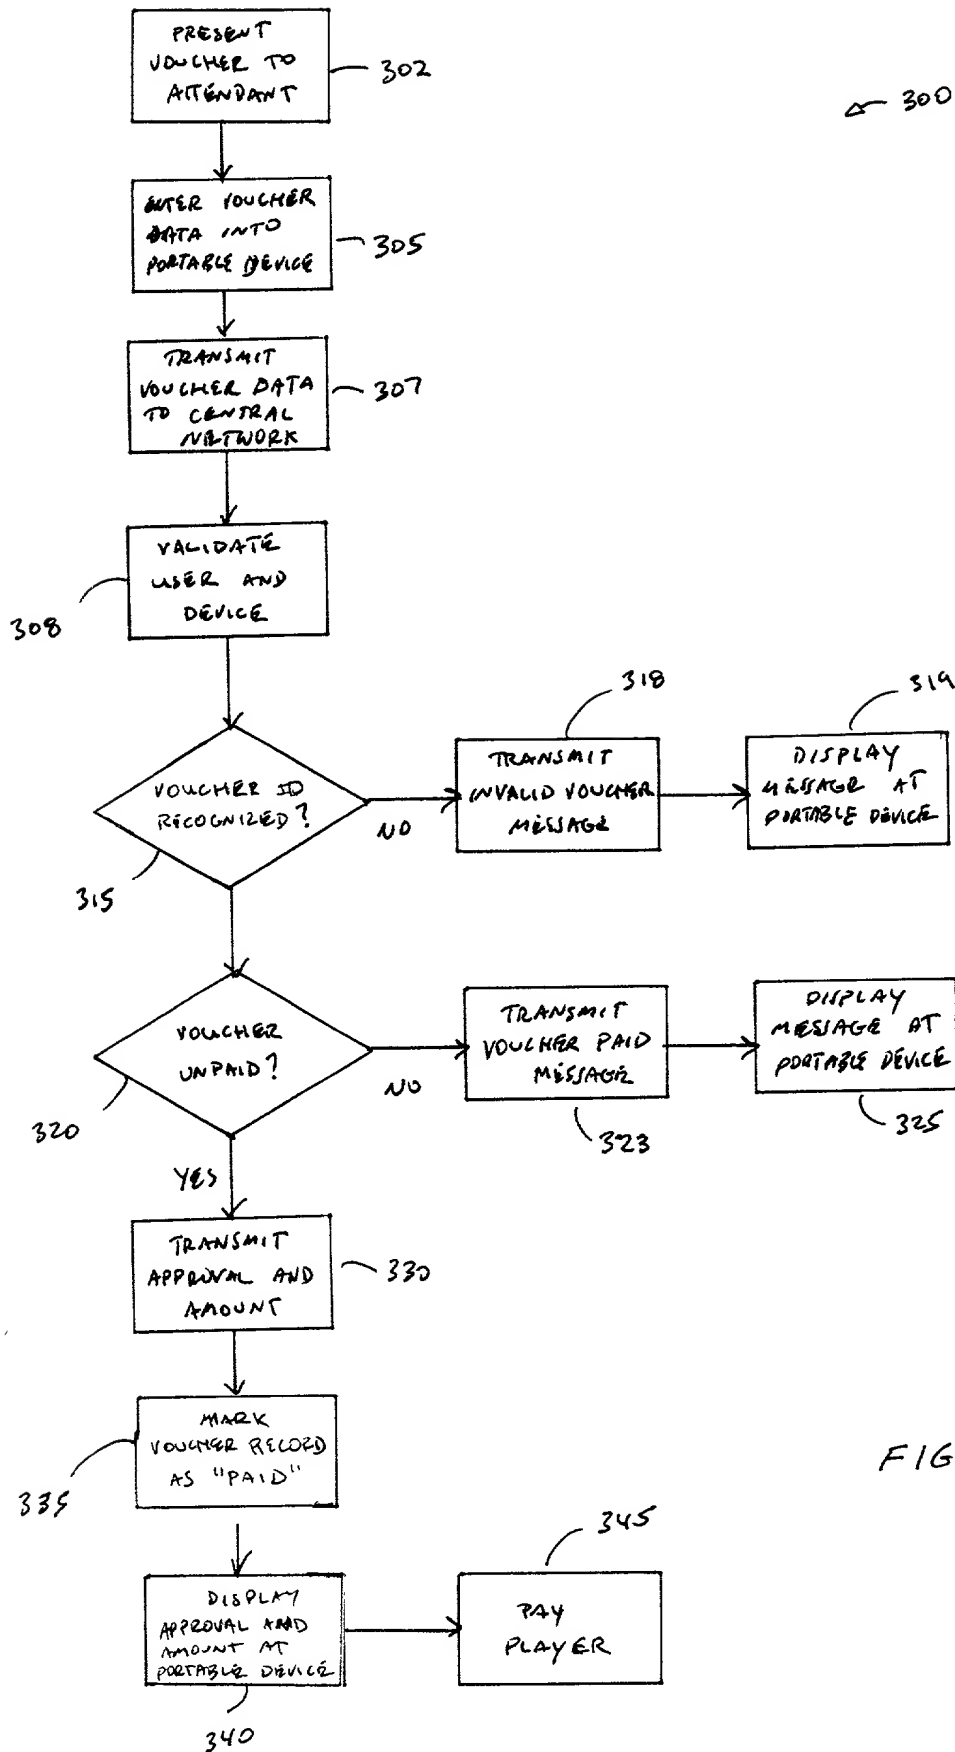 PRESENT
VOUCHER TO
ATTENDANT
302
300
ENTER VOUCHER
DATA INTO
PORTABLE DEVICE
305
TRANSMIT
VOUCHER DATA
TO CENTRAL
NETWORK
307
VALIDATE
USER AND
DEVICE
308
VOUCHER ID
RECOGNIZED?
315
NO
318
TRANSMIT
INVALID VOUCHER
MESSAGE
319
DISPLAY
MESSAGE AT
PORTABLE DEVICE
VOUCHER
UNPAID?
320
NO
TRANSMIT
VOUCHER PAID
MESSAGE
323
DISPLAY
MESSAGE AT
PORTABLE DEVICE
325
YES
TRANSMIT
APPROVAL AND
AMOUNT
330
MARK
VOUCHER RECORD
AS "PAID"
335
FIG
DISPLAY
APPROVAL AND
AMOUNT AT
PORTABLE DEVICE
340
345
PAY
PLAYER